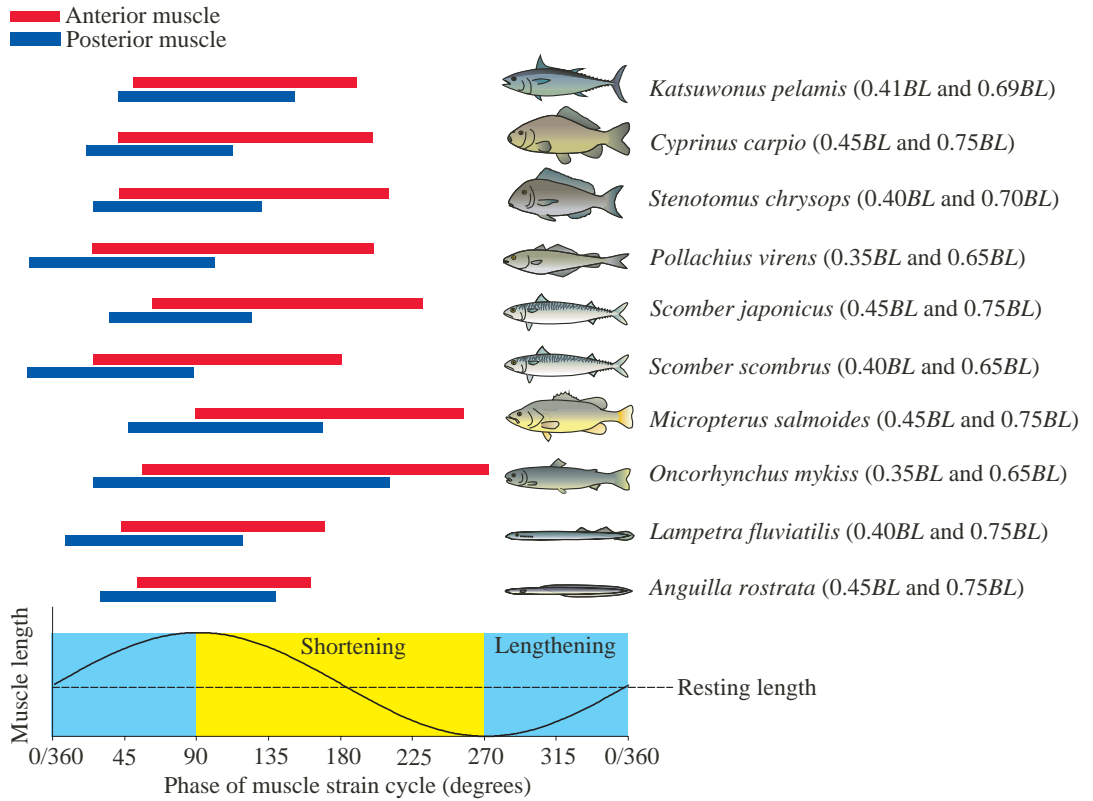 Anterior muscle
Posterior muscle
Katsuwonus pelamis (0.41BL and 0.69BL)
Cyprinus carpio (0.45BL and 0.75BL)
Stenotomus chrysops (0.40BL and 0.70BL)
Pollachius virens (0.35BL and 0.65BL)
Scomber japonicus (0.45BL and 0.75BL)
Scomber scombrus (0.40BL and 0.65BL)
Micropterus salmoides (0.45BL and 0.75BL)
Oncorhynchus mykiss (0.35BL and 0.65BL)
Lampetra fluviatilis (0.40BL and 0.75BL)
Anguilla rostrata (0.45BL and 0.75BL)
Muscle length
Shortening
Lengthening
Resting length
0/360 45 90 135 180 225 270 315 0/360
Phase of muscle strain cycle (degrees)